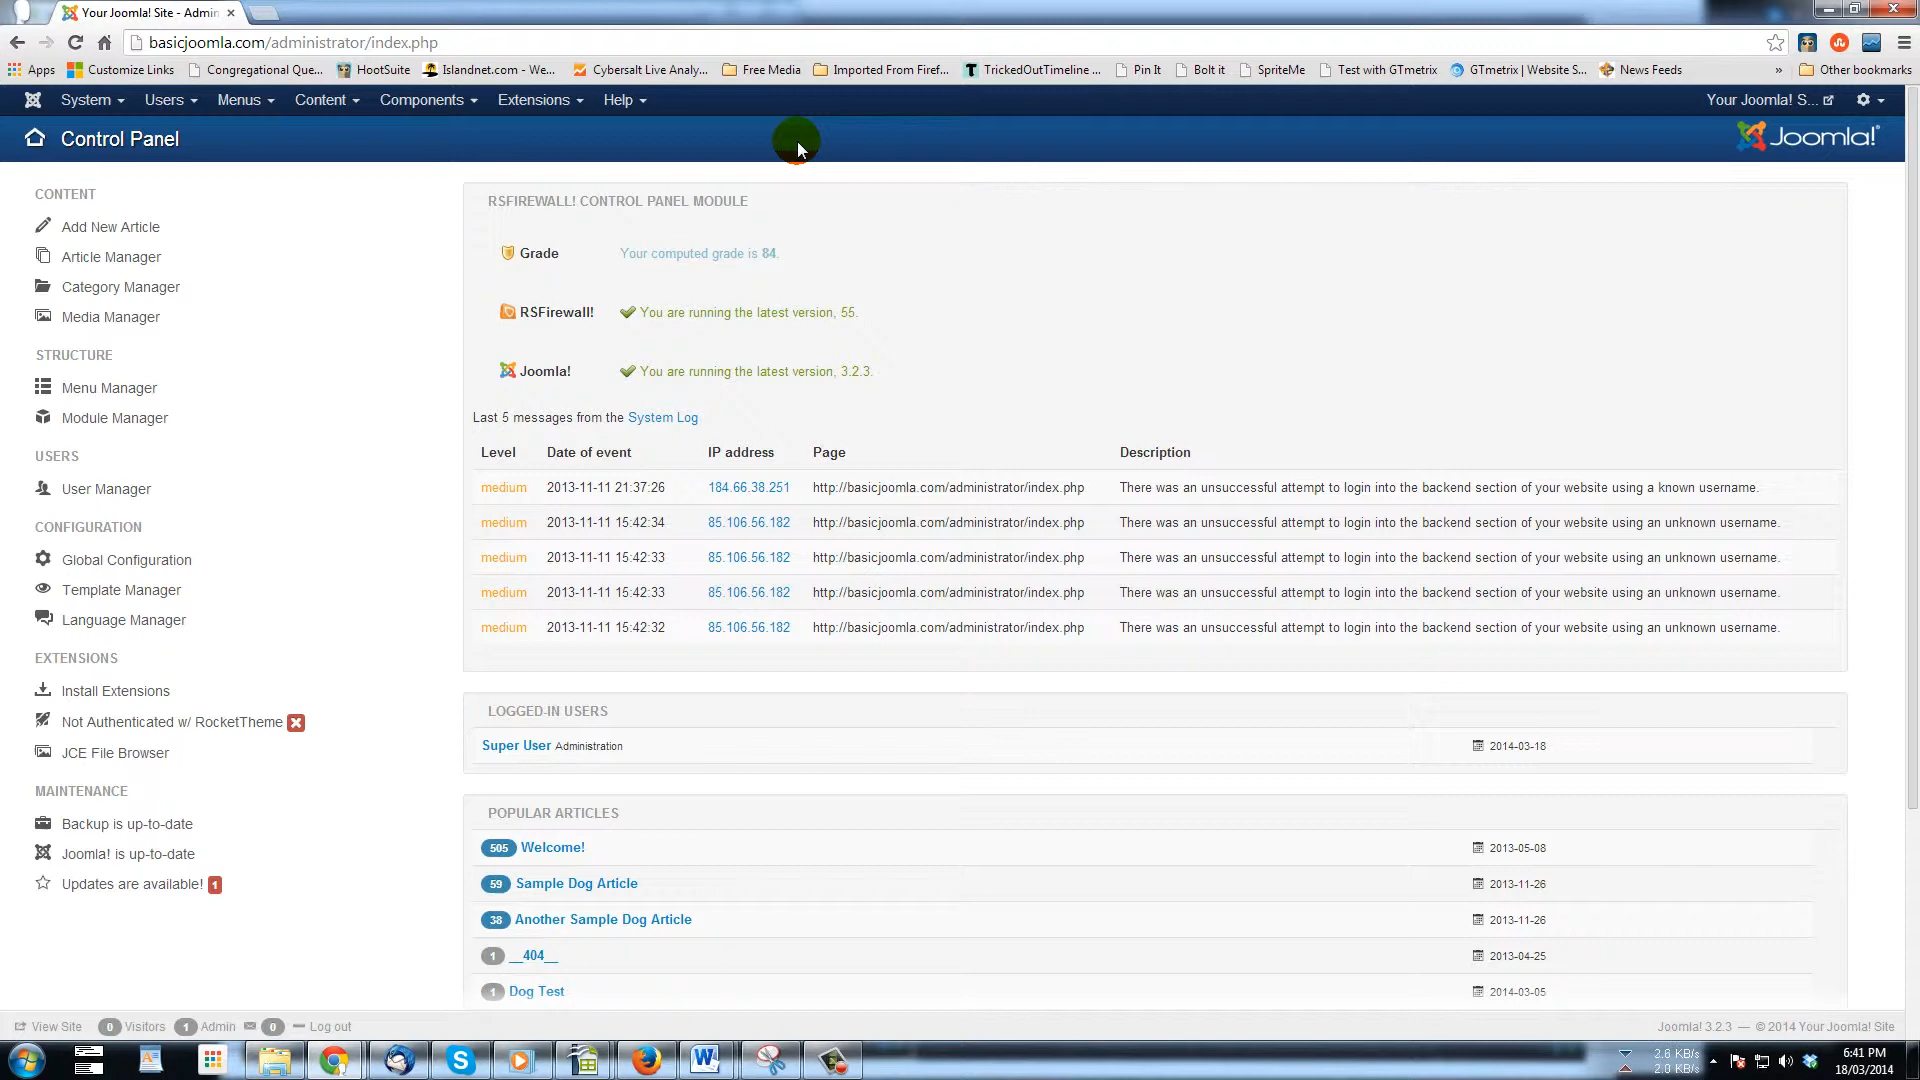 Your Joomla! Site - Admin
basicjoomla.com/administrator/index.php
Apps Customize Links Congregational Que... HootSuite Islandnet.com - We... Cybersalt Live Analy... Free Media Imported From Firef... TrickedOutTimeline ... Pin It Bolt it SpriteMe Test with GTmetrix GTmetrix | Website S... News Feeds » Other bookmarks
System Users Menus Content Components Extensions Help Your Joomla! S...
Control Panel Joomla!
CONTENT
Add New Article
Article Manager
Category Manager
Media Manager
STRUCTURE
Menu Manager
Module Manager
USERS
User Manager
CONFIGURATION
Global Configuration
Template Manager
Language Manager
EXTENSIONS
Install Extensions
Not Authenticated w/ RocketTheme
JCE File Browser
MAINTENANCE
Backup is up-to-date
Joomla! is up-to-date
Updates are available! 1
RSFIREWALL! CONTROL PANEL MODULE
Grade Your computed grade is 84.
RSFirewall! You are running the latest version, 55.
Joomla! You are running the latest version, 3.2.3.
Last 5 messages from the System Log
Level Date of event IP address Page Description
medium 2013-11-11 21:37:26 184.66.38.251 http://basicjoomla.com/administrator/index.php There was an unsuccessful attempt to login into the backend section of your website using a known username.
medium 2013-11-11 15:42:34 85.106.56.182 http://basicjoomla.com/administrator/index.php There was an unsuccessful attempt to login into the backend section of your website using an unknown username.
medium 2013-11-11 15:42:33 85.106.56.182 http://basicjoomla.com/administrator/index.php There was an unsuccessful attempt to login into the backend section of your website using an unknown username.
medium 2013-11-11 15:42:33 85.106.56.182 http://basicjoomla.com/administrator/index.php There was an unsuccessful attempt to login into the backend section of your website using an unknown username.
medium 2013-11-11 15:42:32 85.106.56.182 http://basicjoomla.com/administrator/index.php There was an unsuccessful attempt to login into the backend section of your website using an unknown username.
LOGGED-IN USERS
Super User Administration 2014-03-18
POPULAR ARTICLES
505 Welcome! 2013-05-08
59 Sample Dog Article 2013-11-26
38 Another Sample Dog Article 2013-11-26
1 __404__ 2013-04-25
1 Dog Test 2014-03-05
View Site 0 Visitors 1 Admin 0 Log out Joomla! 3.2.3 — © 2014 Your Joomla! Site
2.6 KB/s
2.0 KB/s
6:41 PM
18/03/2014